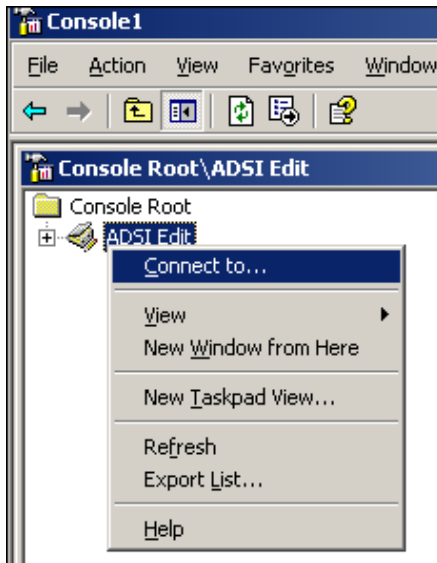 Console1
File Action View Favorites Window
Console Root\ADSI Edit
Console Root
ADSI Edit
Connect to...
View
New Window from Here
New Taskpad View...
Refresh
Export List...
Help